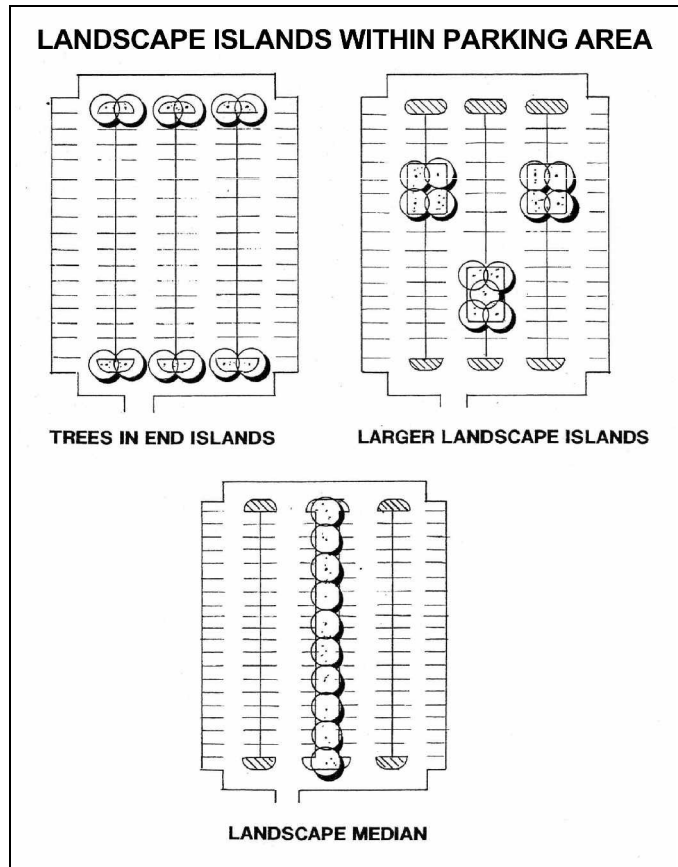 LANDSCAPE ISLANDS WITHIN PARKING AREA
TREES IN END ISLANDS
LARGER LANDSCAPE ISLANDS
LANDSCAPE MEDIAN